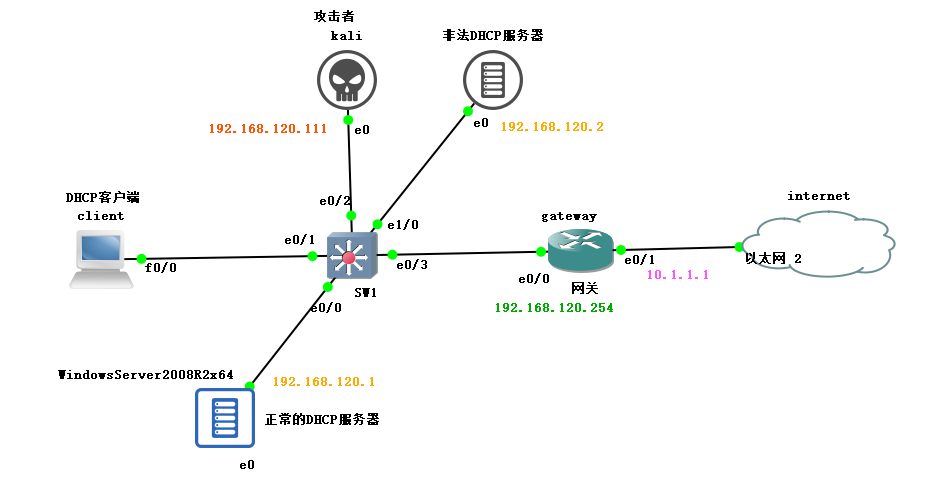 攻击者
kali
非法DHCP服务器
192.168.120.111
e0
e0
192.168.120.2
DHCP客户端
client
e0/2
e1/0
gateway
internet
e0/1
f0/0
SW1
e0/3
e0/0
网关
e0/1
以太网 2
10.1.1.1
e0/0
192.168.120.254
WindowsServer2008R2x64
192.168.120.1
正常的DHCP服务器
e0